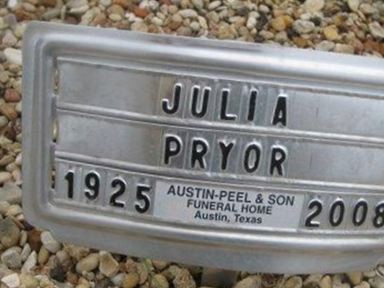 JULIA
PRYOR
1925 AUSTIN-PEEL & SON 2008
FUNERAL HOME
Austin, Texas